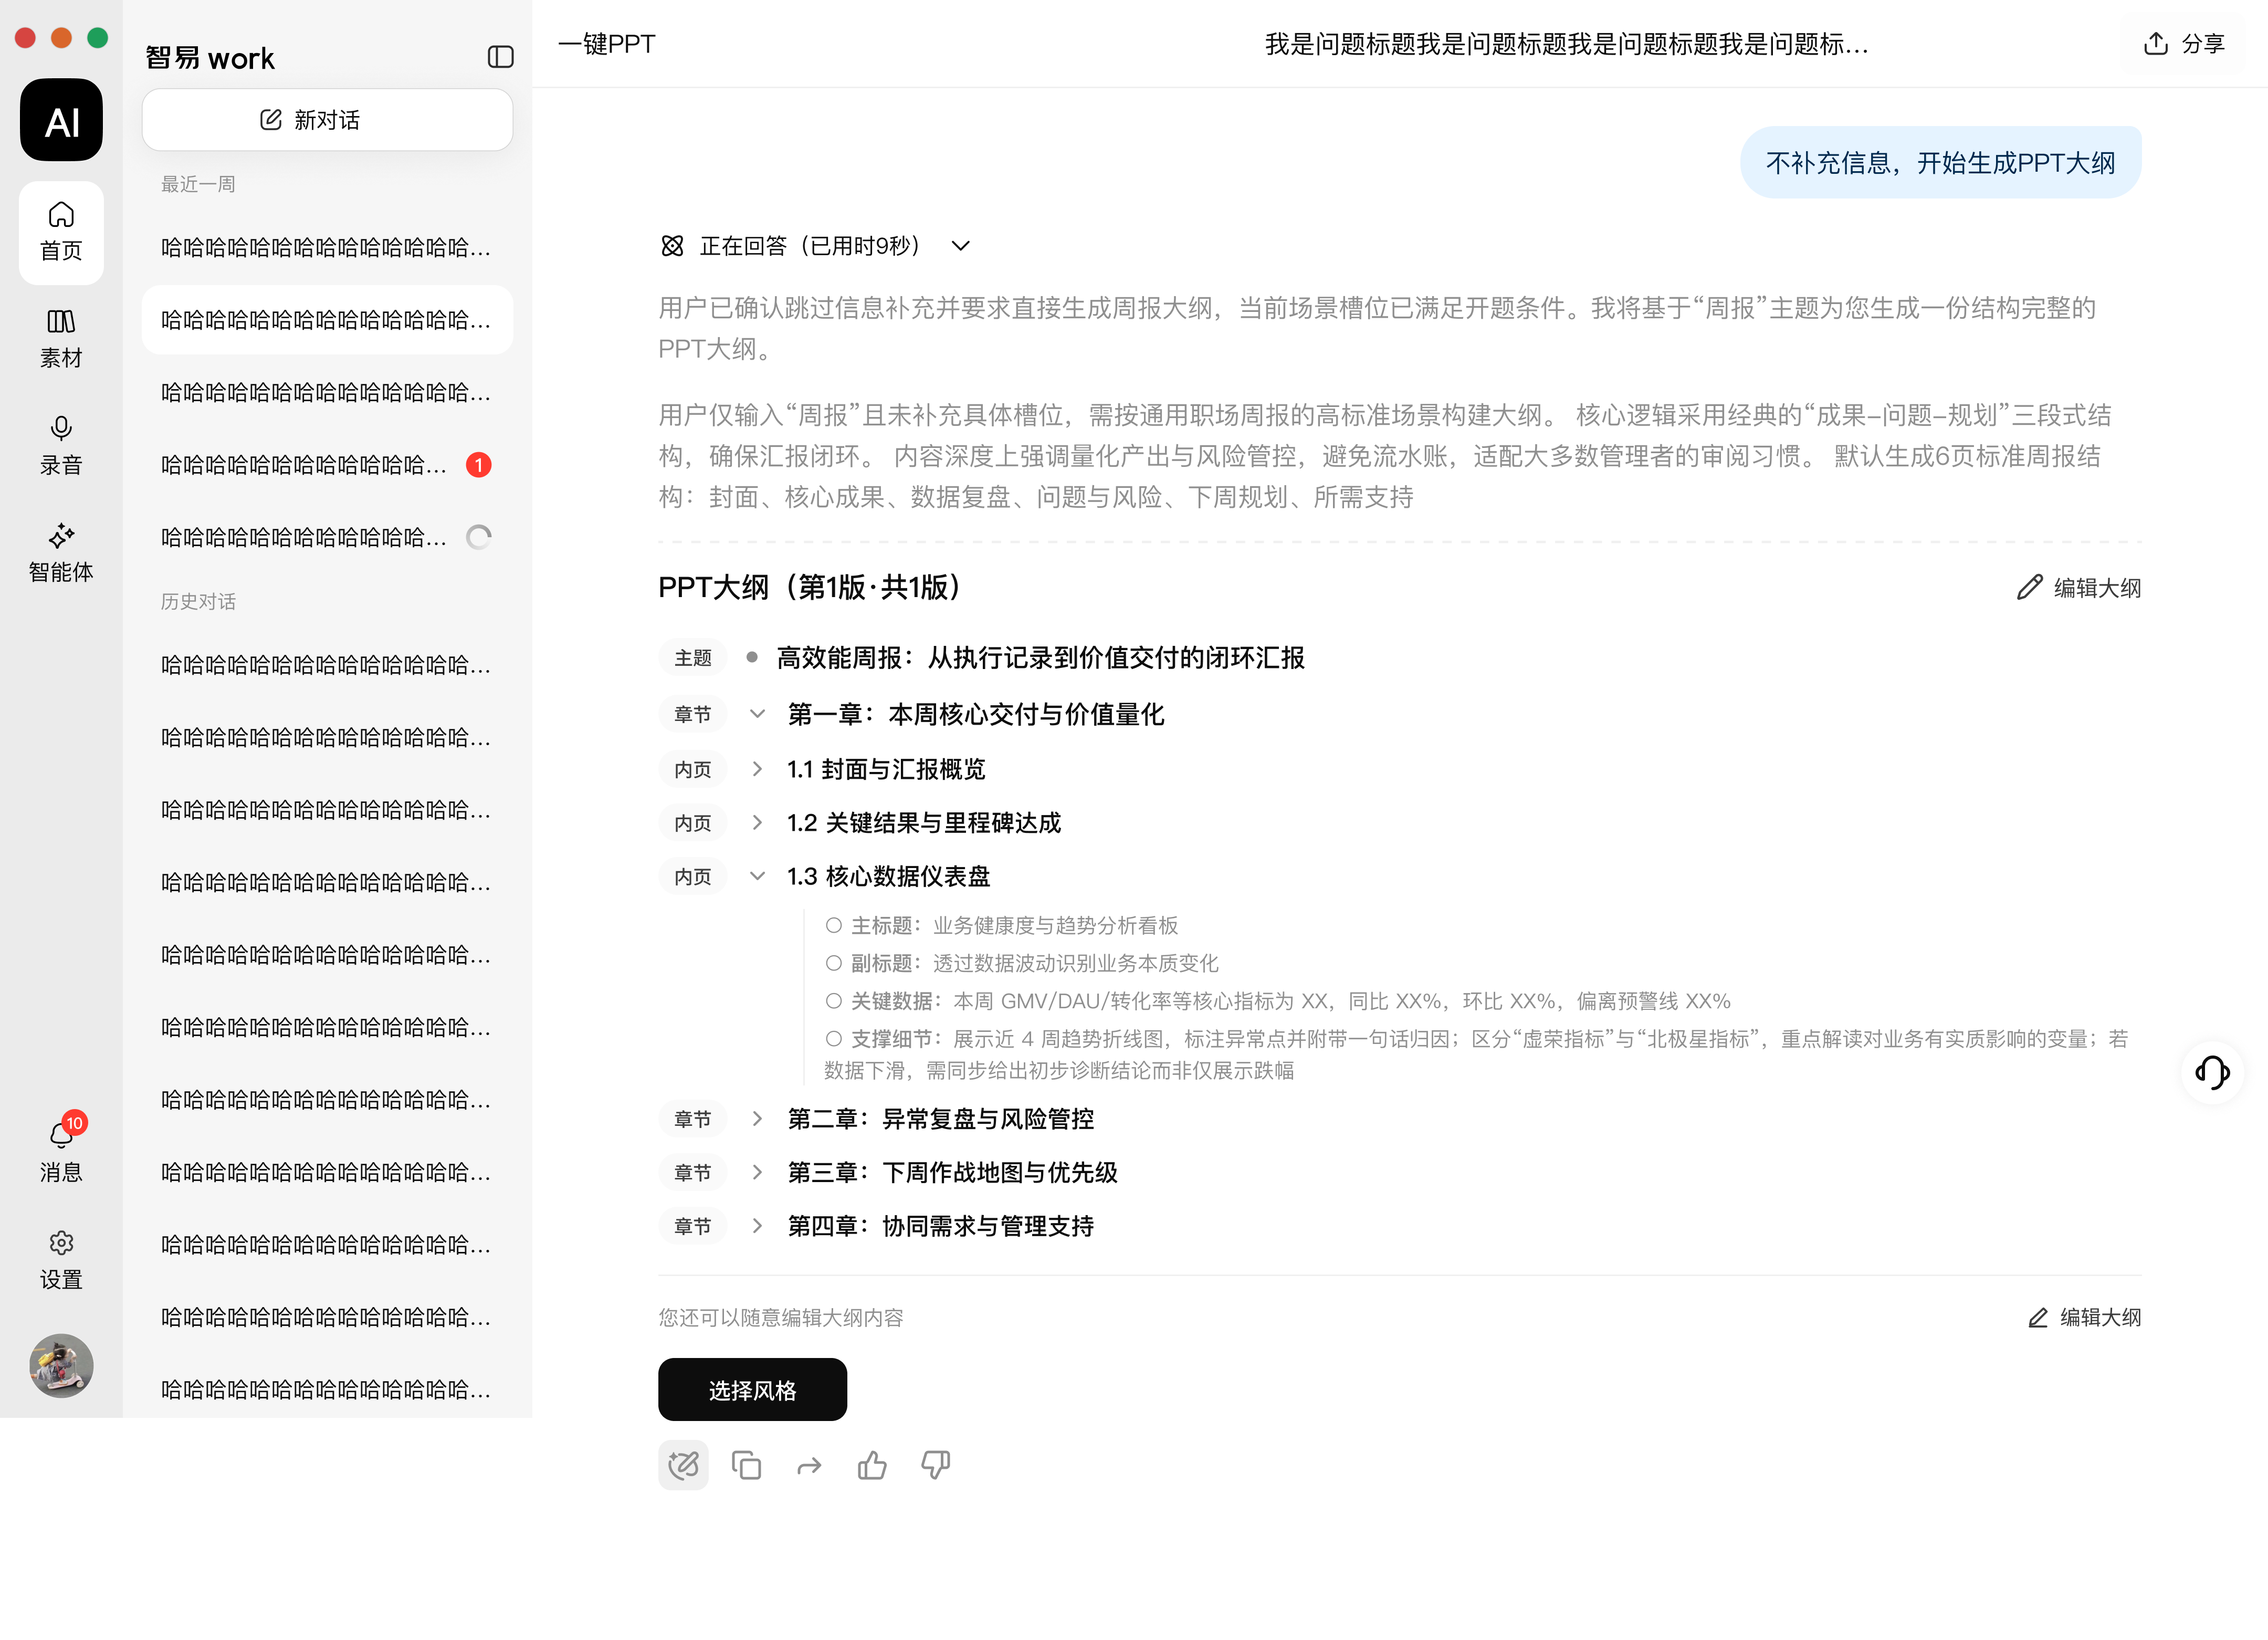 智易 work
一键PPT
我是问题标题我是问题标题我是问题标题我是问题标...
分享
AI
新对话
首页
素材
录音
智能体
消息
10
设置
最近一周
哈哈哈哈哈哈哈哈哈哈哈哈哈哈...
哈哈哈哈哈哈哈哈哈哈哈哈哈哈...
哈哈哈哈哈哈哈哈哈哈哈哈哈哈...
哈哈哈哈哈哈哈哈哈哈哈哈...
1
哈哈哈哈哈哈哈哈哈哈哈哈...
历史对话
哈哈哈哈哈哈哈哈哈哈哈哈哈哈...
哈哈哈哈哈哈哈哈哈哈哈哈哈哈...
哈哈哈哈哈哈哈哈哈哈哈哈哈哈...
哈哈哈哈哈哈哈哈哈哈哈哈哈哈...
哈哈哈哈哈哈哈哈哈哈哈哈哈哈...
哈哈哈哈哈哈哈哈哈哈哈哈哈哈...
哈哈哈哈哈哈哈哈哈哈哈哈哈哈...
哈哈哈哈哈哈哈哈哈哈哈哈哈哈...
哈哈哈哈哈哈哈哈哈哈哈哈哈哈...
哈哈哈哈哈哈哈哈哈哈哈哈哈哈...
哈哈哈哈哈哈哈哈哈哈哈哈哈哈...
不补充信息，开始生成PPT大纲
正在回答（已用时9秒）
用户已确认跳过信息补充并要求直接生成周报大纲，当前场景槽位已满足开题条件。我将基于“周报”主题为您生成一份结构完整的
PPT大纲。
用户仅输入“周报”且未补充具体槽位，需按通用职场周报的高标准场景构建大纲。 核心逻辑采用经典的“成果–问题–规划”三段式结
构，确保汇报闭环。 内容深度上强调量化产出与风险管控，避免流水账，适配大多数管理者的审阅习惯。 默认生成6页标准周报结
构：封面、核心成果、数据复盘、问题与风险、下周规划、所需支持
PPT大纲（第1版·共1版）
编辑大纲
主题 高效能周报：从执行记录到价值交付的闭环汇报
章节 第一章：本周核心交付与价值量化
内页 1.1 封面与汇报概览
内页 1.2 关键结果与里程碑达成
内页 1.3 核心数据仪表盘
主标题：业务健康度与趋势分析看板
副标题：透过数据波动识别业务本质变化
关键数据：本周 GMV/DAU/转化率等核心指标为 XX，同比 XX%，环比 XX%，偏离预警线 XX%
支撑细节：展示近 4 周趋势折线图，标注异常点并附带一句话归因；区分“虚荣指标”与“北极星指标”，重点解读对业务有实质影响的变量；若
数据下滑，需同步给出初步诊断结论而非仅展示跌幅
章节 第二章：异常复盘与风险管控
章节 第三章：下周作战地图与优先级
章节 第四章：协同需求与管理支持
您还可以随意编辑大纲内容
编辑大纲
选择风格